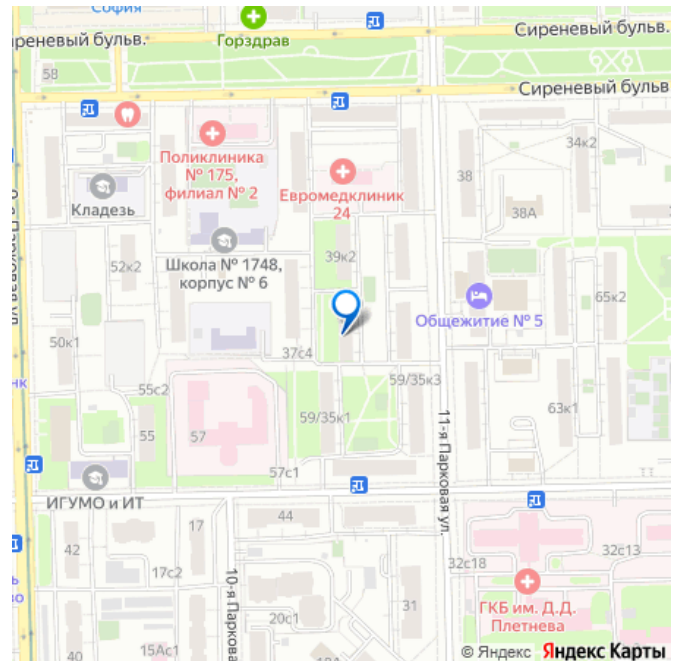 София
Горздрав
иреневый бульв.
Сиреневый бульв.
58
Сиреневый бульв.
Поликлиника
№ 175,
филиал № 2
Евромедклиник
24
34к2
38
38А
Кладезь
Школа № 1748,
корпус № 6
39к2
52к2
Общежитие № 5
65к2
50к1
37с4
55с2
59/35к3
59/35к1
63к1
55
57
57с1
11-я Парковая ул.
ИГУМО и ИТ
44
17
42
17с2
10-я Парковая
32с18
32с13
ГКБ им. Д.Д.
Плетнева
31
20с1
15Ас1
40
18А
© Яндекс Яндекс Карты